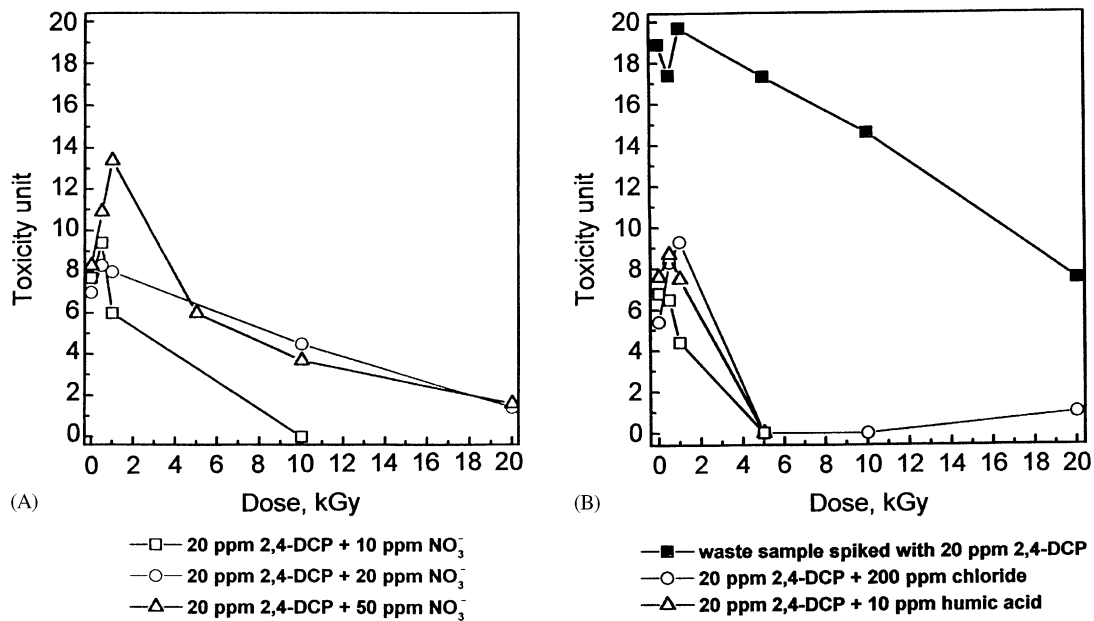 20
18
16
14
12
10
8
6
4
2
0
Toxicity unit
0 2 4 6 8 10 12 14 16 18 20
Dose, kGy
(A)
20 ppm 2,4-DCP + 10 ppm NO₃⁻
20 ppm 2,4-DCP + 20 ppm NO₃⁻
20 ppm 2,4-DCP + 50 ppm NO₃⁻
20
18
16
14
12
10
8
6
4
2
0
Toxicity unit
0 2 4 6 8 10 12 14 16 18 20
Dose, kGy
(B)
waste sample spiked with 20 ppm 2,4-DCP
20 ppm 2,4-DCP + 200 ppm chloride
20 ppm 2,4-DCP + 10 ppm humic acid